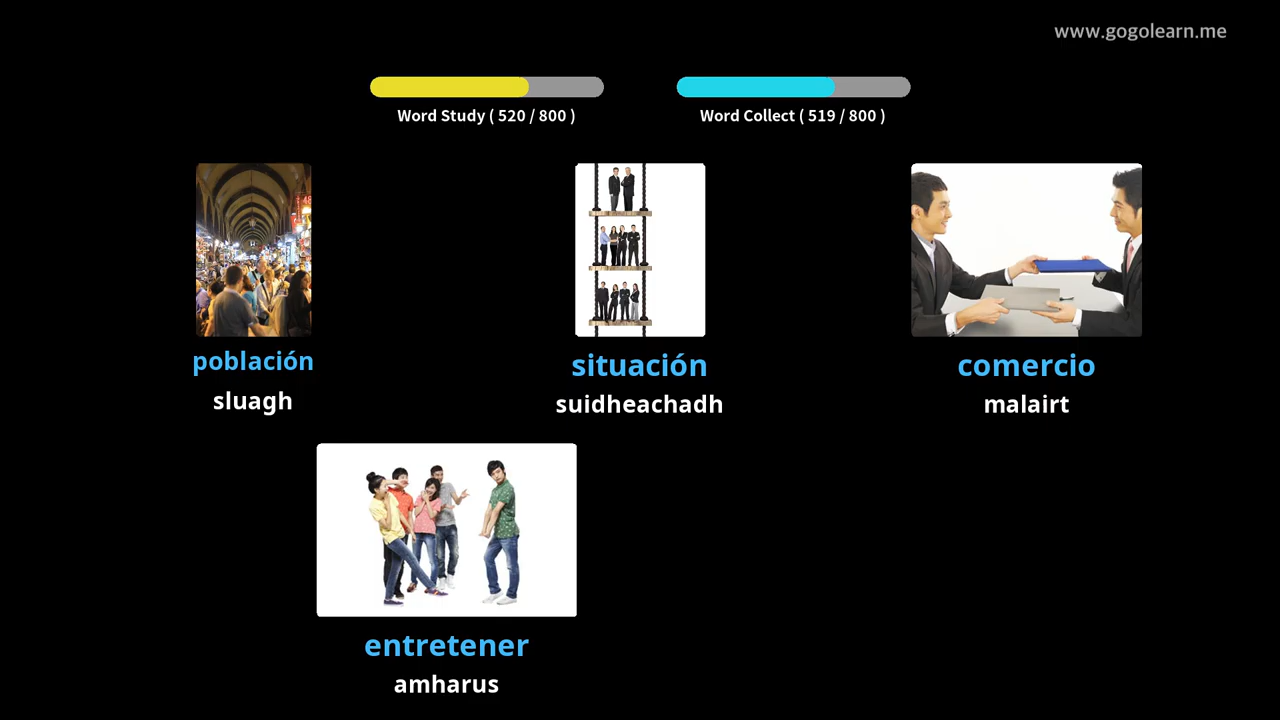 www.gogolearn.me
Word Study ( 520 / 800 )
Word Collect ( 519 / 800 )
población
sluagh
situación
suidheachadh
comercio
malairt
entretener
amharus